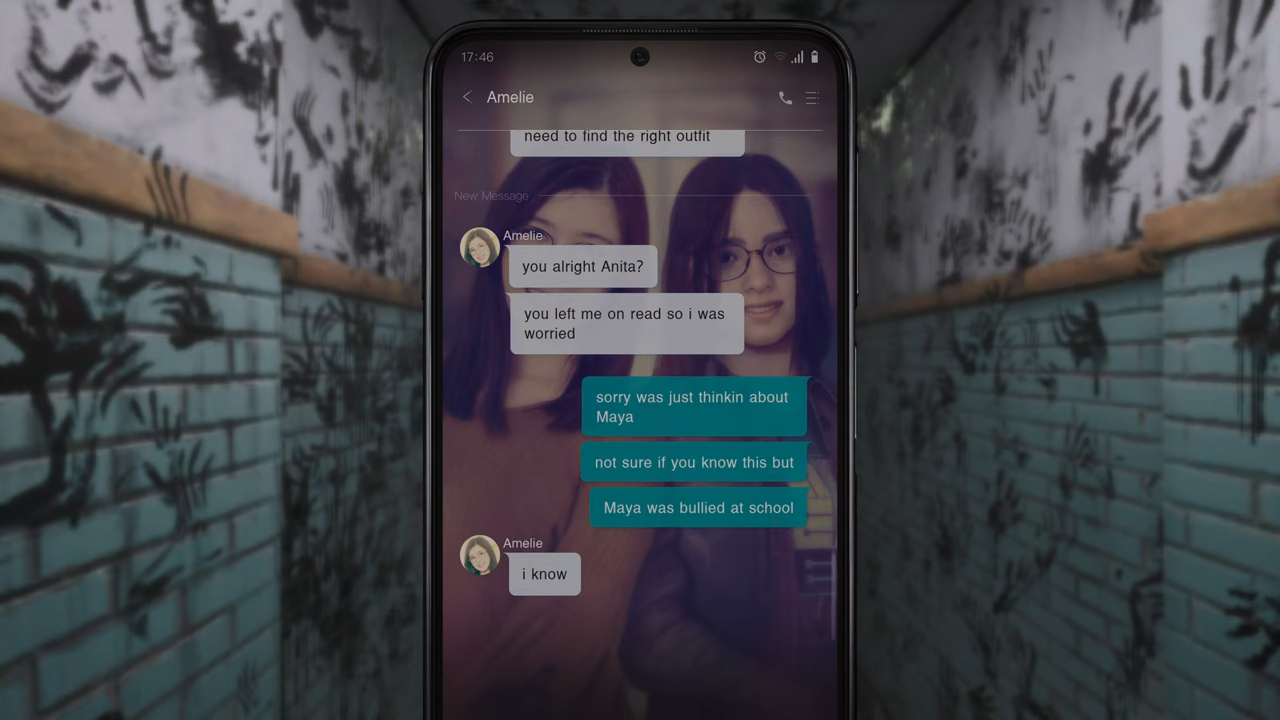 17:46
Amelie
need to find the right outfit
New Message
Amelie
you alright Anita?
you left me on read so i was
worried
sorry was just thinkin about
Maya
not sure if you know this but
Maya was bullied at school
Amelie
i know